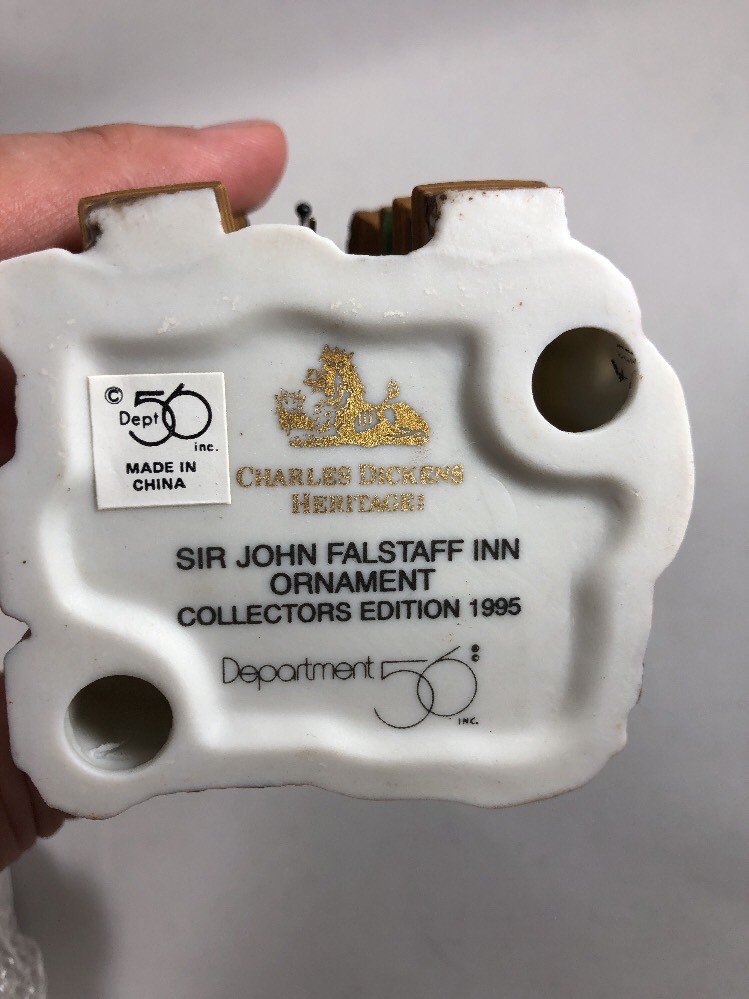 © Dept 56
inc.
MADE IN
CHINA
CHARLES DICKENS
HERITAGE®
SIR JOHN FALSTAFF INN
ORNAMENT
COLLECTORS EDITION 1995
Department 56®©
INC.